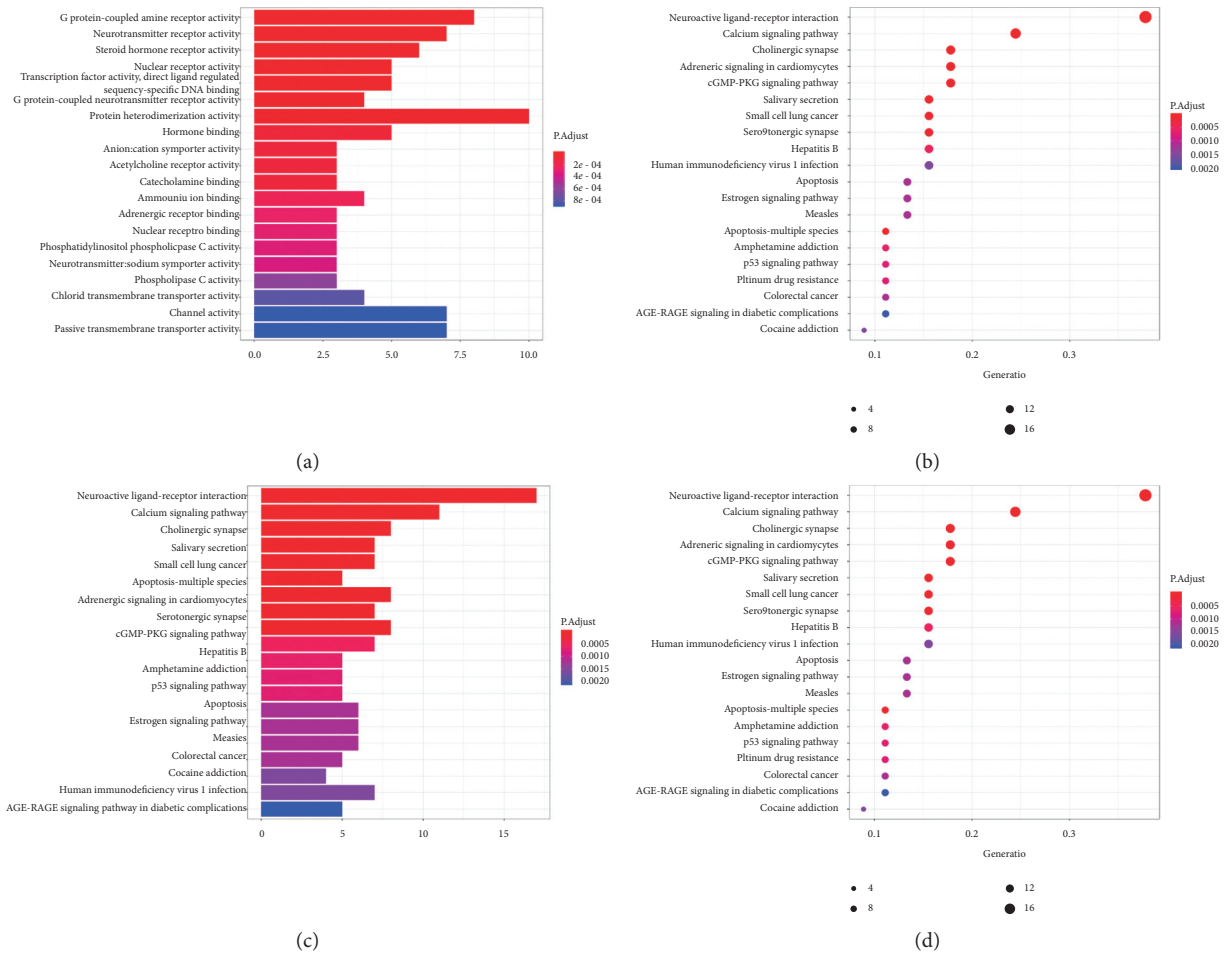 G protein-coupled amine receptor activity
Neurotransmitter receptor activity
Steroid hormone receptor activity
Nuclear receptor activity
Transcription factor activity, direct ligand regulated
sequency-specific DNA binding
G protein-coupled neurotransmitter receptor activity
Protein heterodimerization activity
Hormone binding
Anion:cation symporter activity
Acetylcholine receptor activity
Catecholamine binding
Ammouniu ion binding
Adrenergic receptor binding
Nuclear receptro binding
Phosphatidylinositol phospholicpase C activity
Neurotransmitter:sodium symporter activity
Phospholipase C activity
Chlorid transmembrane transporter activity
Channel activity
Passive transmembrane transporter activity
0.0 2.5 5.0 7.5 10.0
P.Adjust
2e - 04
4e - 04
6e - 04
8e - 04
(a)
Neuroactive ligand-receptor interaction
Calcium signaling pathway
Cholinergic synapse
Adreneric signaling in cardiomycytes
cGMP-PKG signaling pathway
Salivary secretion
Small cell lung cancer
Sero9tonergic synapse
Hepatitis B
Human immunodeficiency virus 1 infection
Apoptosis
Estrogen signaling pathway
Measles
Apoptosis-multiple species
Amphetamine addiction
p53 signaling pathway
Pltinum drug resistance
Colorectal cancer
AGE-RAGE signaling in diabetic complications
Cocaine addiction
0.1 0.2 0.3
Generatio
P.Adjust
0.0005
0.0010
0.0015
0.0020
4 12
8 16
(b)
Neuroactive ligand-receptor interaction
Calcium signaling pathway
Cholinergic synapse
Salivary secretion
Small cell lung cancer
Apoptosis-multiple species
Adrenergic signaling in cardiomyocytes
Serotonergic synapse
cGMP-PKG signaling pathway
Hepatitis B
Amphetamine addiction
p53 signaling pathway
Apoptosis
Estrogen signaling pathway
Measies
Colorectal cancer
Cocaine addiction
Human immunodeficiency virus 1 infection
AGE-RAGE signaling pathway in diabetic complications
0 5 10 15
P.Adjust
0.0005
0.0010
0.0015
0.0020
(c)
Neuroactive ligand-receptor interaction
Calcium signaling pathway
Cholinergic synapse
Adreneric signaling in cardiomycytes
cGMP-PKG signaling pathway
Salivary secretion
Small cell lung cancer
Sero9tonergic synapse
Hepatitis B
Human immunodeficiency virus 1 infection
Apoptosis
Estrogen signaling pathway
Measles
Apoptosis-multiple species
Amphetamine addiction
p53 signaling pathway
Pltinum drug resistance
Colorectal cancer
AGE-RAGE signaling in diabetic complications
Cocaine addiction
0.1 0.2 0.3
Generatio
P.Adjust
0.0005
0.0010
0.0015
0.0020
4 12
8 16
(d)